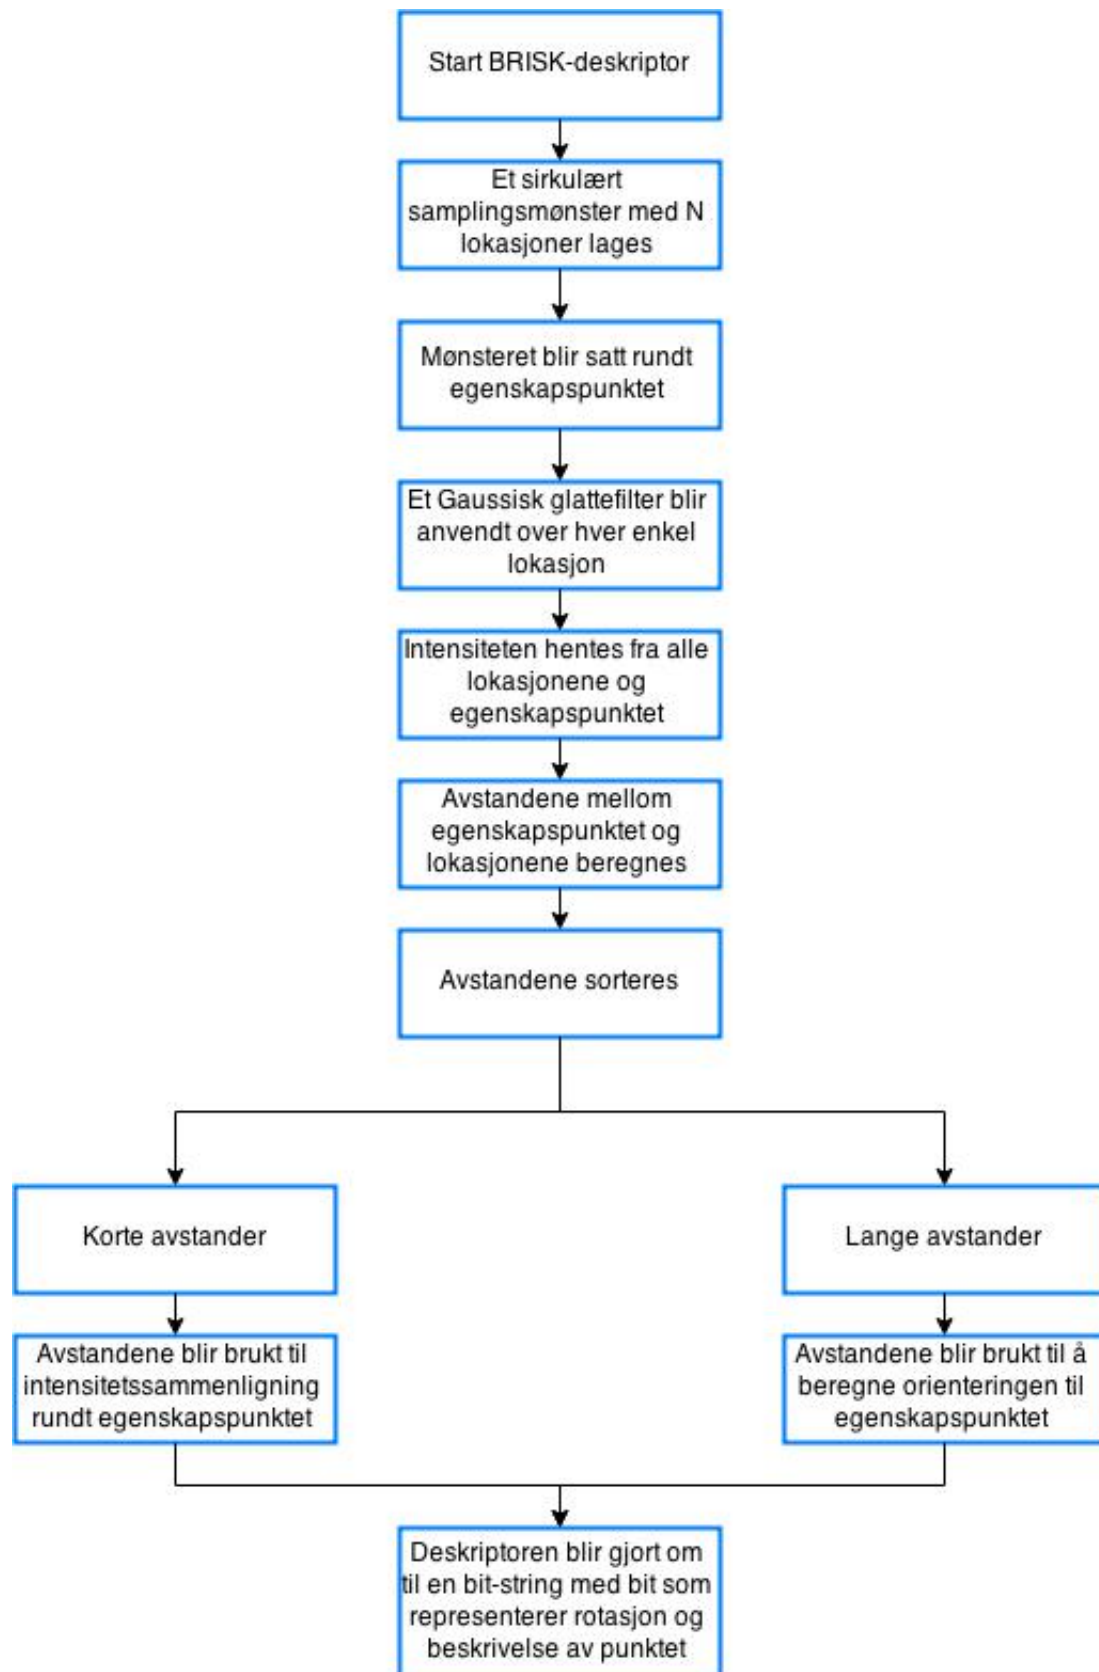 Start BRISK-deskriptor
Et sirkulært
samplingsmønster med N
lokasjoner lages
Mønsteret blir satt rundt
egenskapspunktet
Et Gaussisk glattefilter blir
anvendt over hver enkel
lokasjon
Intensiteten hentes fra alle
lokasjonene og
egenskapspunktet
Avstandene mellom
egenskapspunktet og
lokasjonene beregnes
Avstandene sorteres
Korte avstander
Lange avstander
Avstandene blir brukt til
intensitetssammenligning
rundt egenskapspunktet
Avstandene blir brukt til å
beregne orienteringen til
egenskapspunktet
Deskriptoren blir gjort om
til en bit-string med bit som
representerer rotasjon og
beskrivelse av punktet